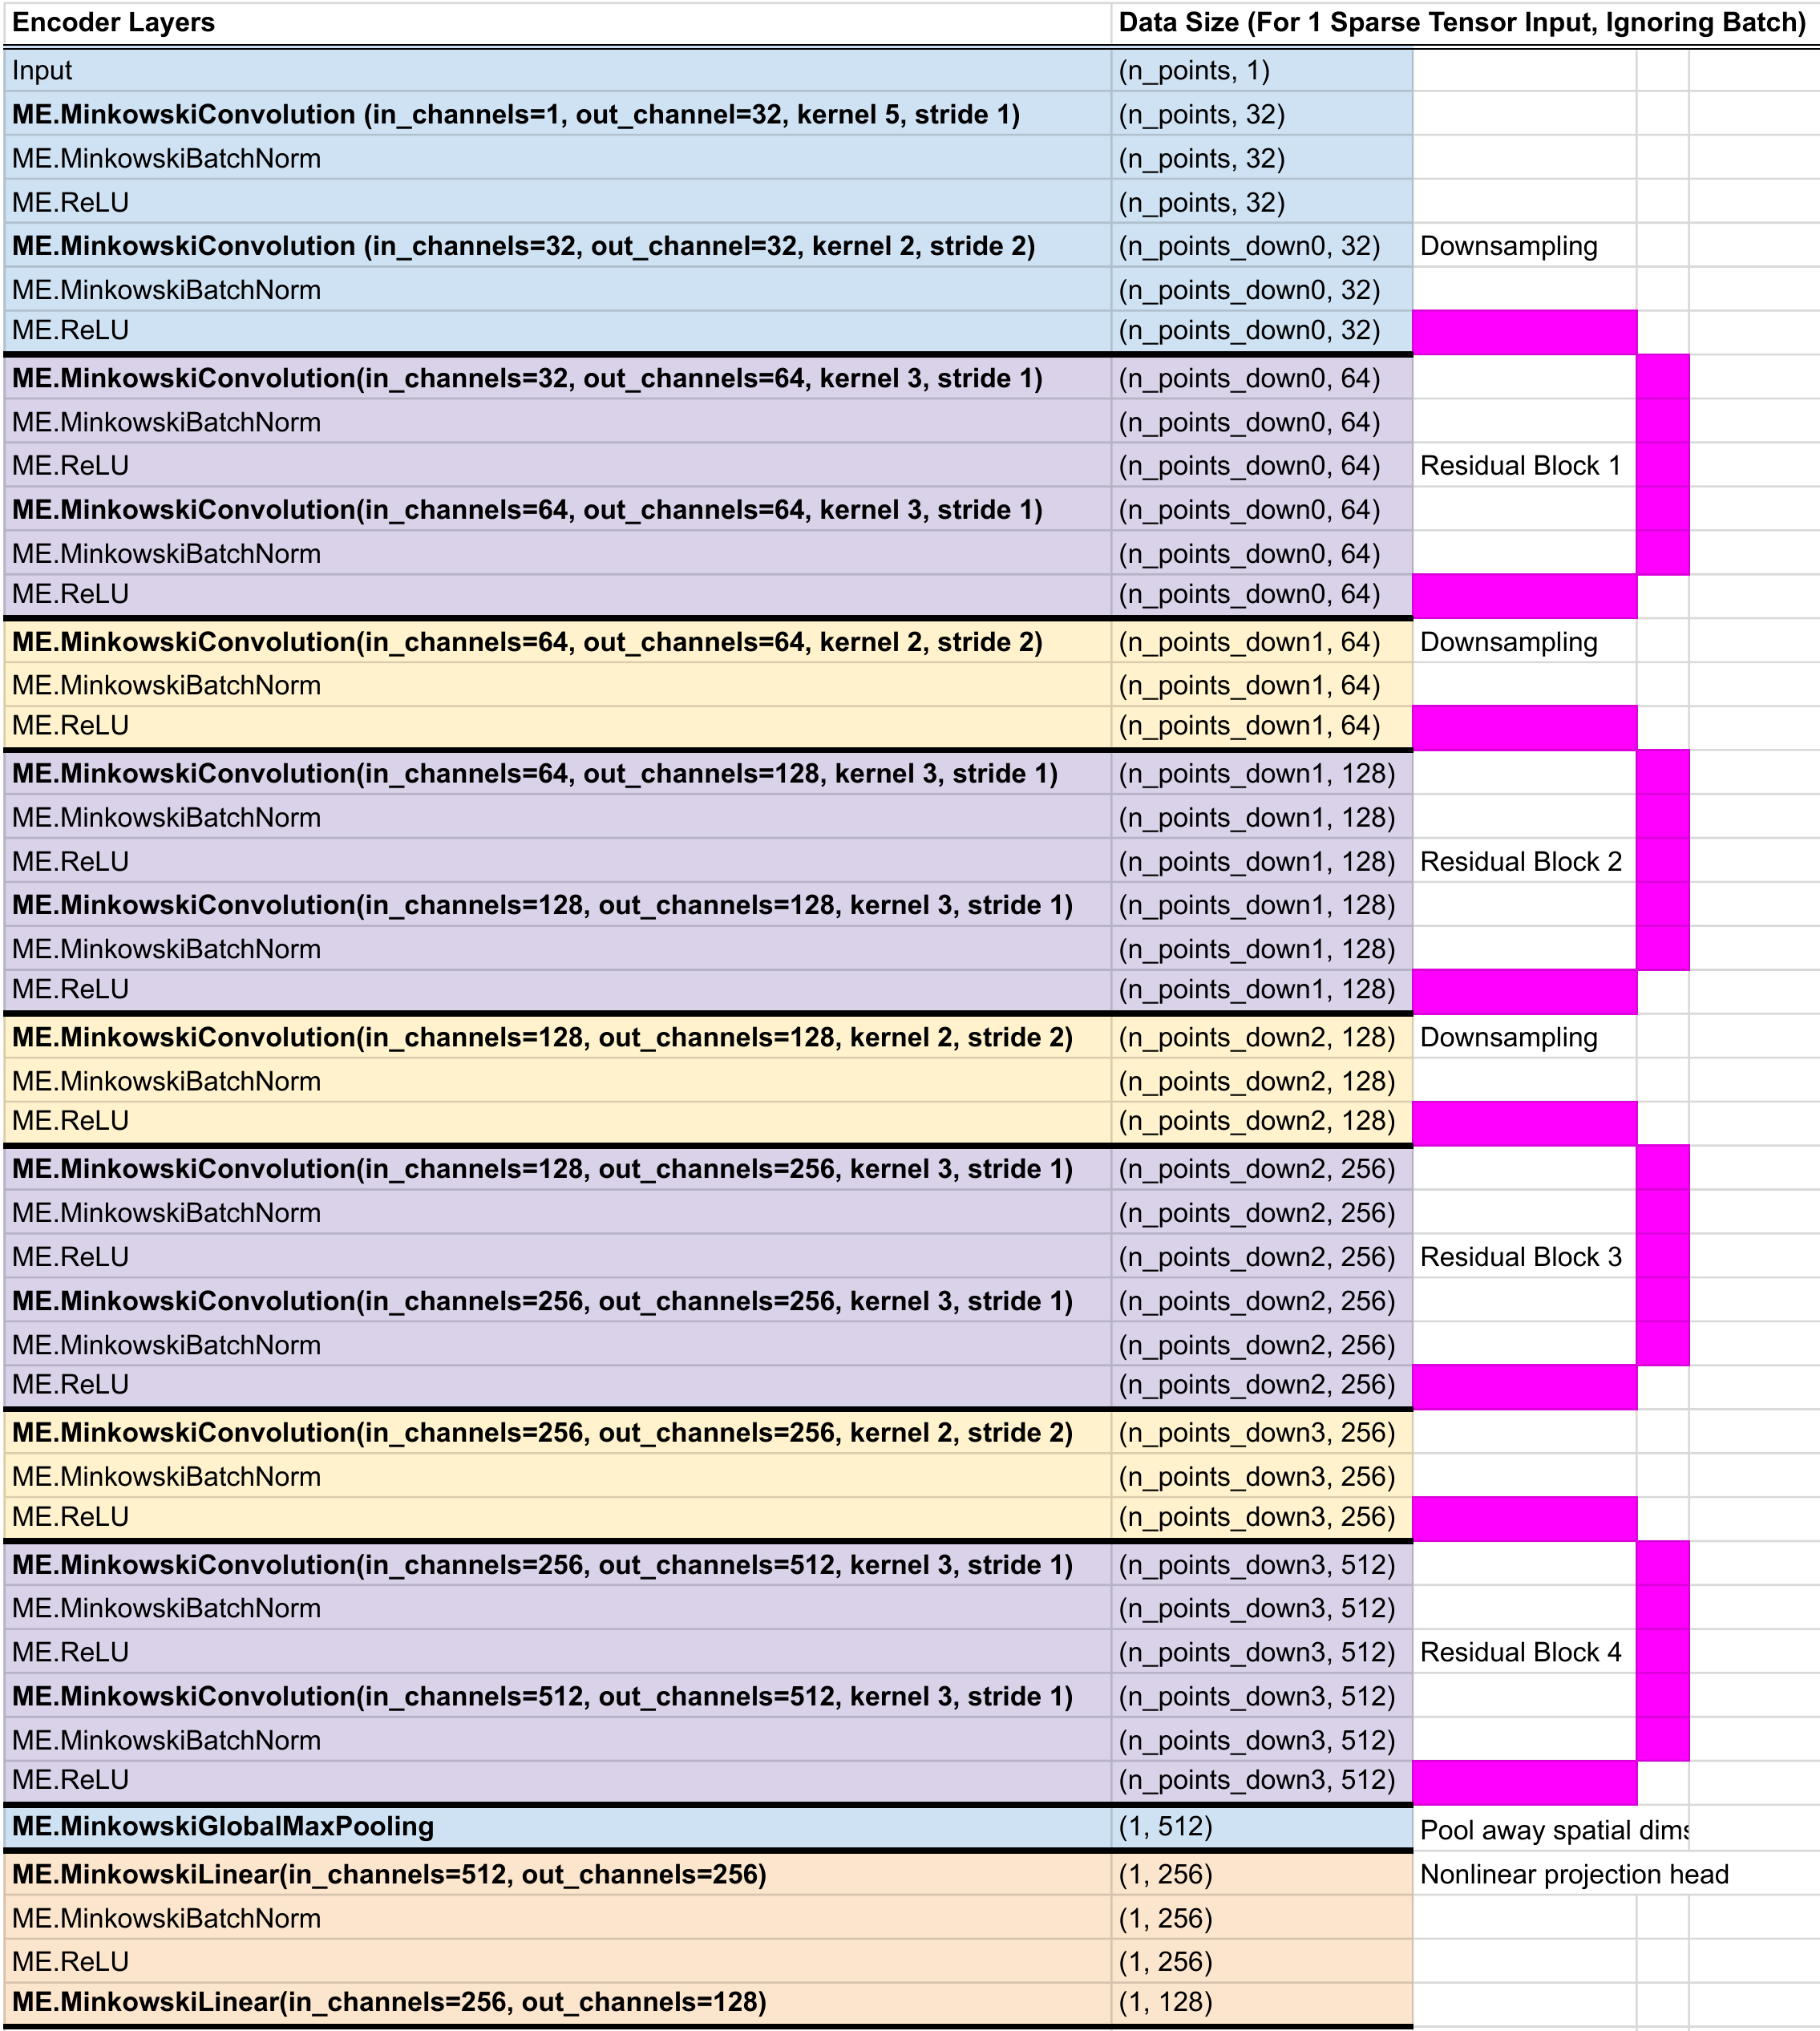 Encoder Layers Data Size (For 1 Sparse Tensor Input, Ignoring Batch)
Input (n_points, 1)
ME.MinkowskiConvolution (in_channels=1, out_channel=32, kernel 5, stride 1) (n_points, 32)
ME.MinkowskiBatchNorm (n_points, 32)
ME.ReLU (n_points, 32)
ME.MinkowskiConvolution (in_channels=32, out_channel=32, kernel 2, stride 2) (n_points_down0, 32) Downsampling
ME.MinkowskiBatchNorm (n_points_down0, 32)
ME.ReLU (n_points_down0, 32)
ME.MinkowskiConvolution(in_channels=32, out_channels=64, kernel 3, stride 1) (n_points_down0, 64)
ME.MinkowskiBatchNorm (n_points_down0, 64)
ME.ReLU (n_points_down0, 64) Residual Block 1
ME.MinkowskiConvolution(in_channels=64, out_channels=64, kernel 3, stride 1) (n_points_down0, 64)
ME.MinkowskiBatchNorm (n_points_down0, 64)
ME.ReLU (n_points_down0, 64)
ME.MinkowskiConvolution(in_channels=64, out_channels=64, kernel 2, stride 2) (n_points_down1, 64) Downsampling
ME.MinkowskiBatchNorm (n_points_down1, 64)
ME.ReLU (n_points_down1, 64)
ME.MinkowskiConvolution(in_channels=64, out_channels=128, kernel 3, stride 1) (n_points_down1, 128)
ME.MinkowskiBatchNorm (n_points_down1, 128)
ME.ReLU (n_points_down1, 128) Residual Block 2
ME.MinkowskiConvolution(in_channels=128, out_channels=128, kernel 3, stride 1) (n_points_down1, 128)
ME.MinkowskiBatchNorm (n_points_down1, 128)
ME.ReLU (n_points_down1, 128)
ME.MinkowskiConvolution(in_channels=128, out_channels=128, kernel 2, stride 2) (n_points_down2, 128) Downsampling
ME.MinkowskiBatchNorm (n_points_down2, 128)
ME.ReLU (n_points_down2, 128)
ME.MinkowskiConvolution(in_channels=128, out_channels=256, kernel 3, stride 1) (n_points_down2, 256)
ME.MinkowskiBatchNorm (n_points_down2, 256)
ME.ReLU (n_points_down2, 256) Residual Block 3
ME.MinkowskiConvolution(in_channels=256, out_channels=256, kernel 3, stride 1) (n_points_down2, 256)
ME.MinkowskiBatchNorm (n_points_down2, 256)
ME.ReLU (n_points_down2, 256)
ME.MinkowskiConvolution(in_channels=256, out_channels=256, kernel 2, stride 2) (n_points_down3, 256)
ME.MinkowskiBatchNorm (n_points_down3, 256)
ME.ReLU (n_points_down3, 256)
ME.MinkowskiConvolution(in_channels=256, out_channels=512, kernel 3, stride 1) (n_points_down3, 512)
ME.MinkowskiBatchNorm (n_points_down3, 512)
ME.ReLU (n_points_down3, 512) Residual Block 4
ME.MinkowskiConvolution(in_channels=512, out_channels=512, kernel 3, stride 1) (n_points_down3, 512)
ME.MinkowskiBatchNorm (n_points_down3, 512)
ME.ReLU (n_points_down3, 512)
ME.MinkowskiGlobalMaxPooling (1, 512) Pool away spatial dims
ME.MinkowskiLinear(in_channels=512, out_channels=256) (1, 256) Nonlinear projection head
ME.MinkowskiBatchNorm (1, 256)
ME.ReLU (1, 256)
ME.MinkowskiLinear(in_channels=256, out_channels=128) (1, 128)